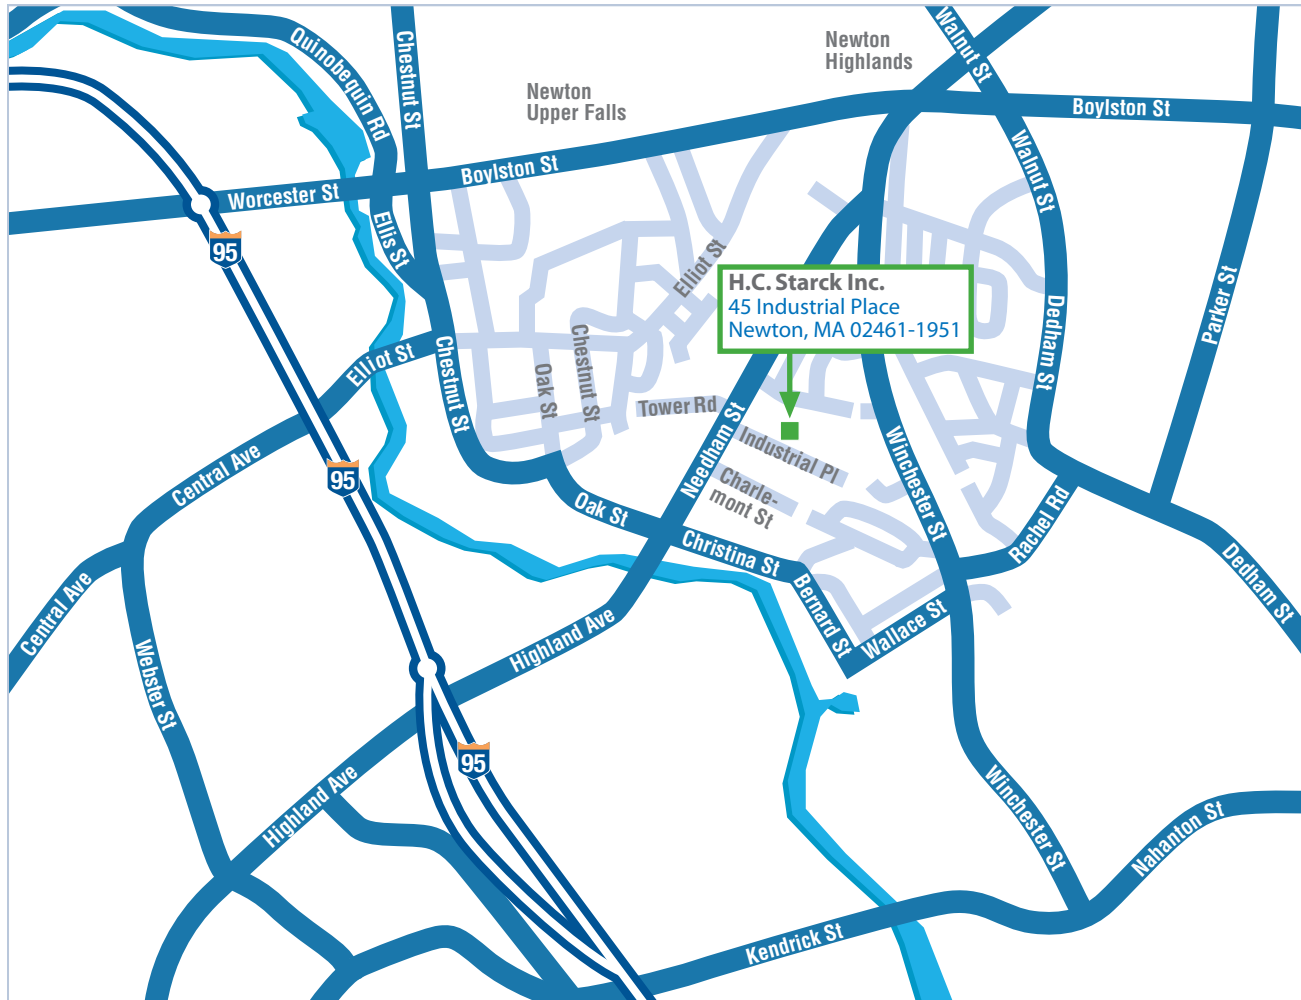 Quinobequin Rd
Chestnut St
Newton
Upper Falls
Newton
Highlands
Walnut St
Boylston St
Walnut St
Boylston St
Worcester St
Ellis St
95
Elliot St
H.C. Starck Inc.
45 Industrial Place
Newton, MA 02461-1951
Dedham St
Parker St
Elliot St
Chestnut St
Oak St
Chestnut St
Tower Rd
Needham St
Industrial Pl
Charle-
mont St
Winchester St
Central Ave
95
Oak St
Christina St
Rachel Rd
Dedham St
Central Ave
Bernard St
Wallace St
Highland Ave
Webster St
95
Highland Ave
Winchester St
Nahanton St
Kendrick St